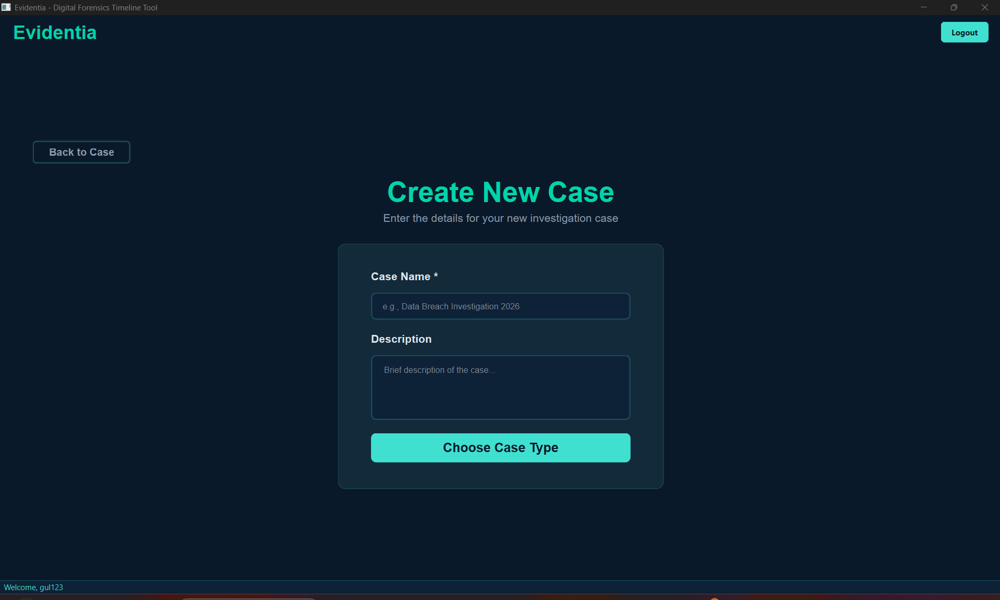 Evidentia - Digital Forensics Timeline Tool
Evidentia
Logout
Back to Case
Create New Case
Enter the details for your new investigation case
Case Name *
e.g., Data Breach Investigation 2026
Description
Brief description of the case...
Choose Case Type
Welcome, gul123